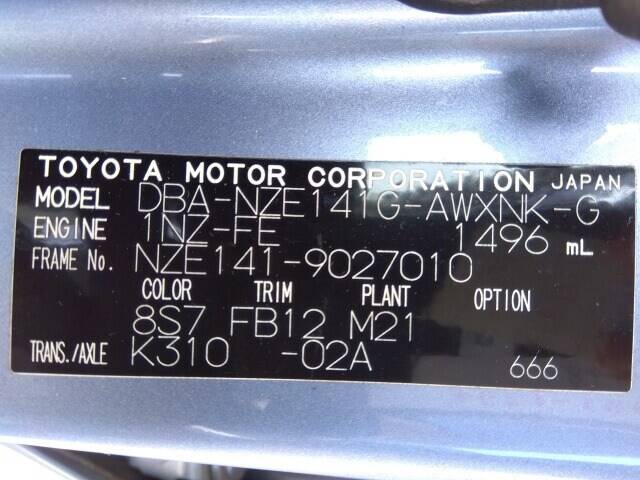 TOYOTA MOTOR CORPORATION JAPAN
MODEL DBA-NZE141G-AWXNK-G
ENGINE 1NZ-FE 1496 mL
FRAME No. NZE141-9027010
COLOR TRIM PLANT OPTION
8S7 FB12 M21
TRANS./AXLE K310 -02A 666